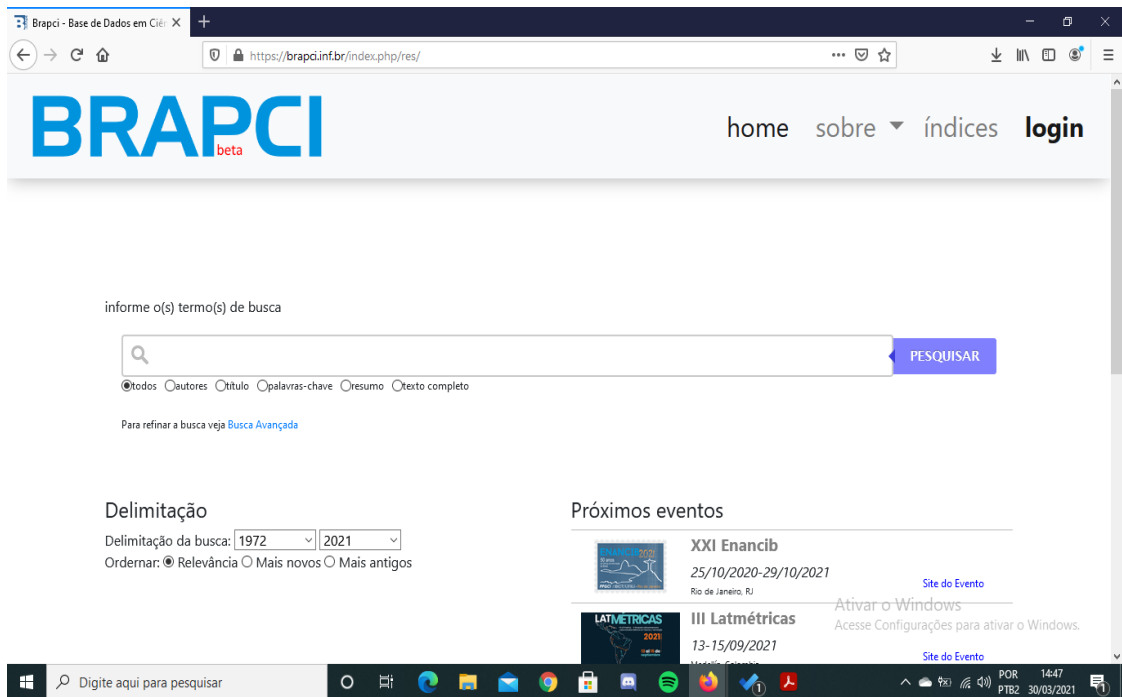 Brapci - Base de Dados em Ciên
https://brapci.inf.br/index.php/res/
BRAPCI
beta
home sobre índices login
informe o(s) termo(s) de busca
PESQUISAR
todos autores título palavras-chave resumo texto completo
Para refinar a busca veja Busca Avançada
Delimitação
Delimitação da busca: 1972 2021
Ordernar: Relevância Mais novos Mais antigos
Próximos eventos
XXI Enancib
25/10/2020-29/10/2021
Rio de Janeiro, RJ
Site do Evento
LATMÉTRICAS
2021
III Latmétricas
13-15/09/2021
Medellín, Colombia
Site do Evento
Ativar o Windows
Acesse Configurações para ativar o Windows.
Digite aqui para pesquisar
POR
PTB2
14:47
30/03/2021